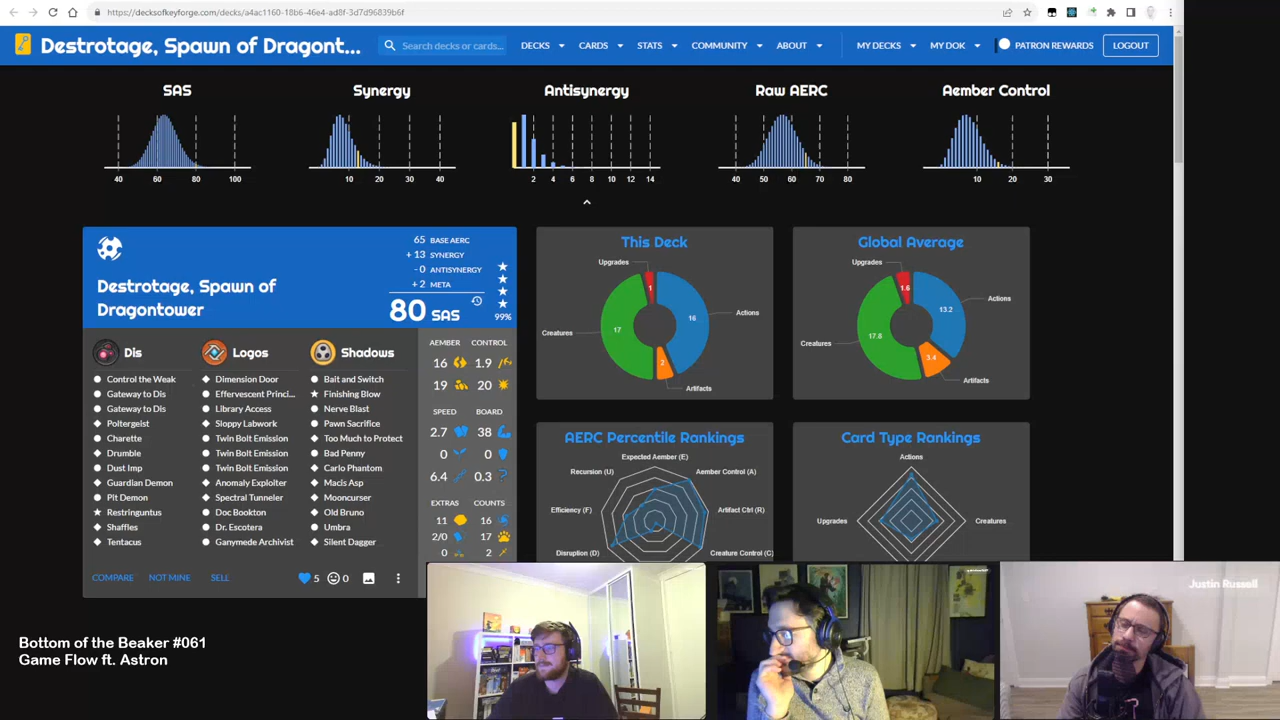 https://decksofkeyforge.com/decks/a4ac1160-18b6-46e4-ad8f-3d7d96839b6f
Destrotage, Spawn of Dragont...
Search decks or cards...
DECKS
CARDS
STATS
COMMUNITY
ABOUT
MY DECKS
MY DOK
PATRON REWARDS
LOGOUT
SAS
Synergy
Antisynergy
Raw AERC
Aember Control
40 60 80 100
10 20 30 40
2 4 6 8 10 12 14
40 50 60 70 80
10 20 30
Destrotage, Spawn of
Dragontower
65 BASE AERC
+ 13 SYNERGY
- 0 ANTISYNERGY
+ 2 META
80 SAS
99%
Dis
Control the Weak
Gateway to Dis
Gateway to Dis
Poltergeist
Charette
Drumble
Dust Imp
Guardian Demon
Pit Demon
Restringuntus
Shaffles
Tentacus
Logos
Dimension Door
Effervescent Princi...
Library Access
Sloppy Labwork
Twin Bolt Emission
Twin Bolt Emission
Twin Bolt Emission
Anomaly Exploiter
Spectral Tunneler
Doc Bookton
Dr. Escotera
Ganymede Archivist
Shadows
Bait and Switch
Finishing Blow
Nerve Blast
Pawn Sacrifice
Too Much to Protect
Bad Penny
Carlo Phantom
Macis Asp
Mooncurser
Old Bruno
Umbra
Silent Dagger
AEMBER CONTROL
16 1.9
19 20
SPEED BOARD
2.7 38
0 0
6.4 0.3
EXTRAS COUNTS
11 16
2/0 17
0 2
COMPARE
NOT MINE
SELL
5
0
This Deck
Upgrades
1
Actions
16
Creatures
17
2
Artifacts
Global Average
Upgrades
1.6
Actions
13.2
Creatures
17.8
3.4
Artifacts
AERC Percentile Rankings
Expected Aember (E)
Recursion (U)
Aember Control (A)
Efficiency (F)
Artifact Ctrl (R)
Disruption (D)
Creature Control (C)
Card Type Rankings
Actions
Upgrades
Creatures
Justin Russell
Bottom of the Beaker #061
Game Flow ft. Astron